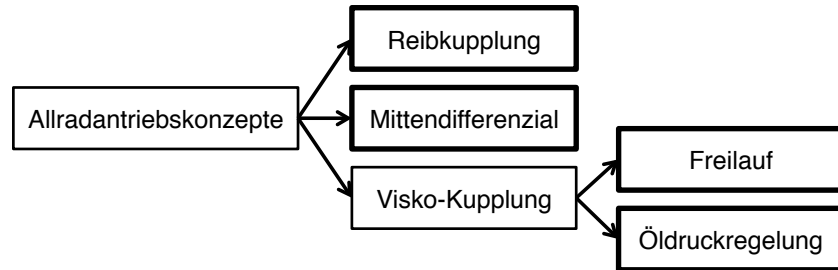 Reibkupplung
Allradantriebskonzepte
Mittendifferenzial
Visko-Kupplung
Freilauf
Öldruckregelung